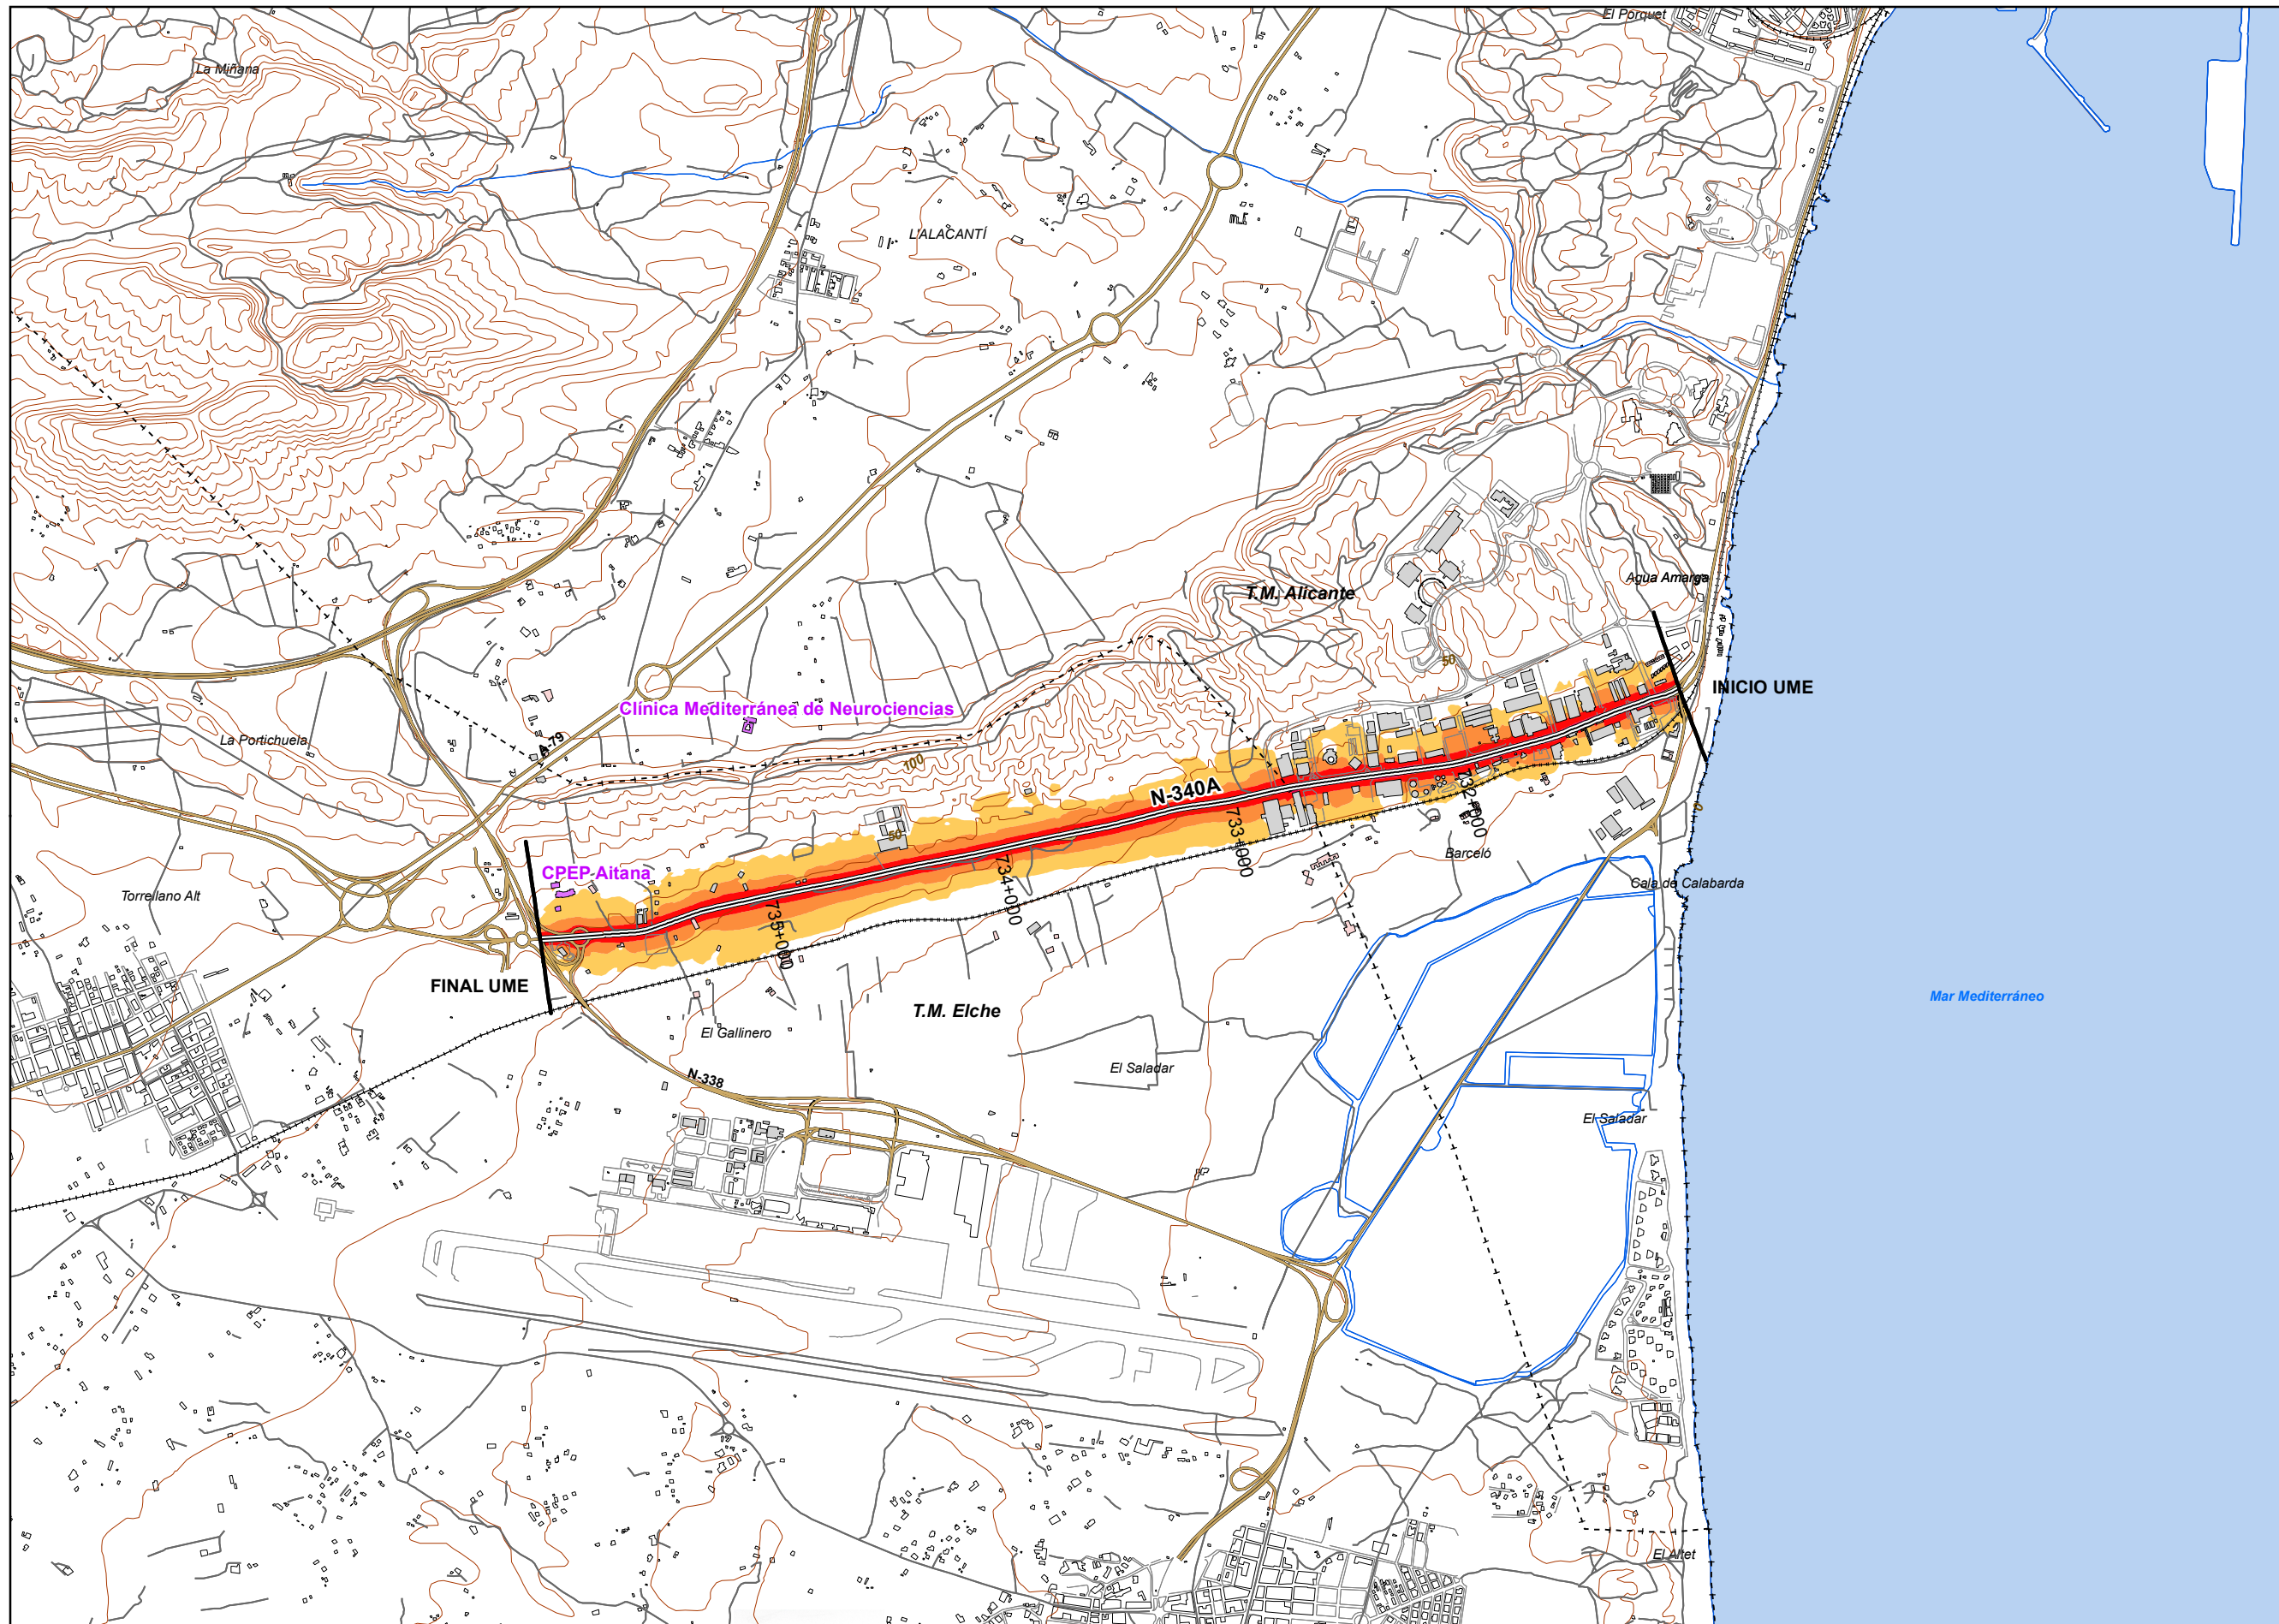 El Porquet
La Miñana
L'ALACANTÍ
Agua Amarga
T.M. Alicante
50
INICIO UME
Clínica Mediterránea de Neurociencias
La Portichuela
A-79
100
N-340A
732+000
10
50
733+000
Barceló
734+000
CPEP Aitana
Cala de Calabarda
Torrellano Alt
735+000
FINAL UME
Mar Mediterráneo
T.M. Elche
El Gallinero
El Saladar
N-338
El Saladar
El Altet